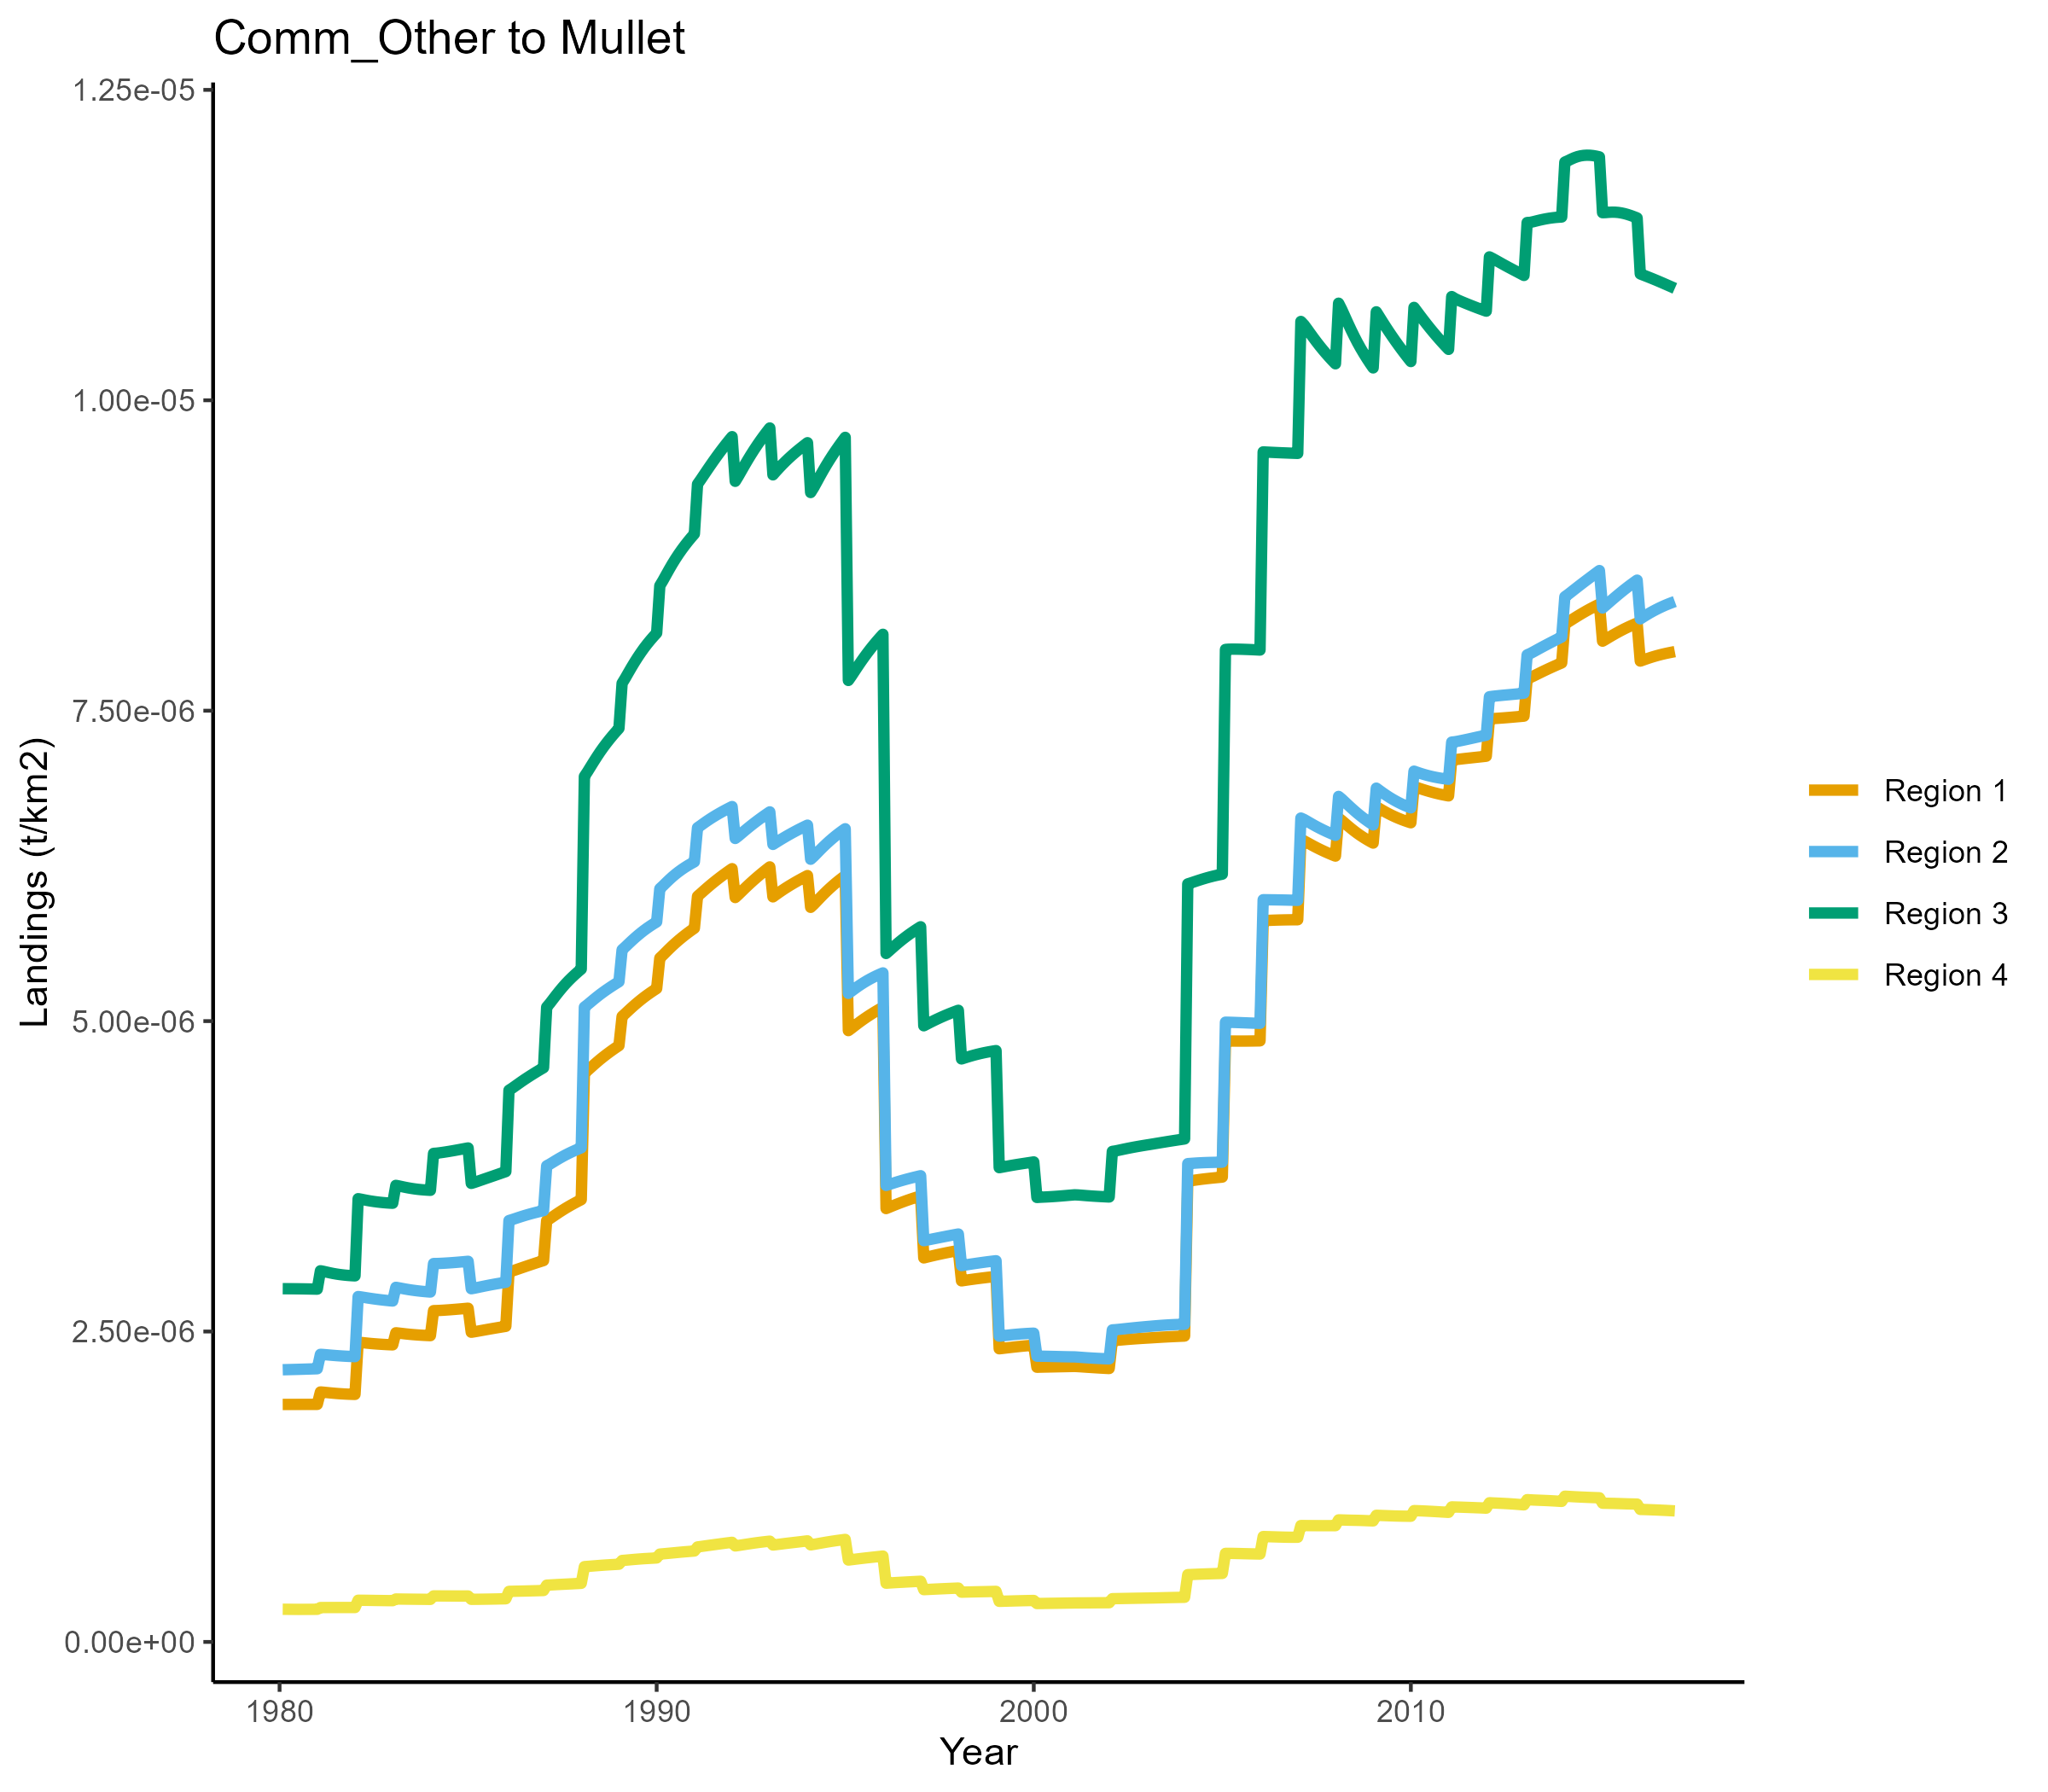 Comm_Other to Mullet
1.25e-05
1.00e-05
7.50e-06
5.00e-06
2.50e-06
0.00e+00
Landings (t/km2)
1980
1990
2000
2010
Year
Region 1
Region 2
Region 3
Region 4